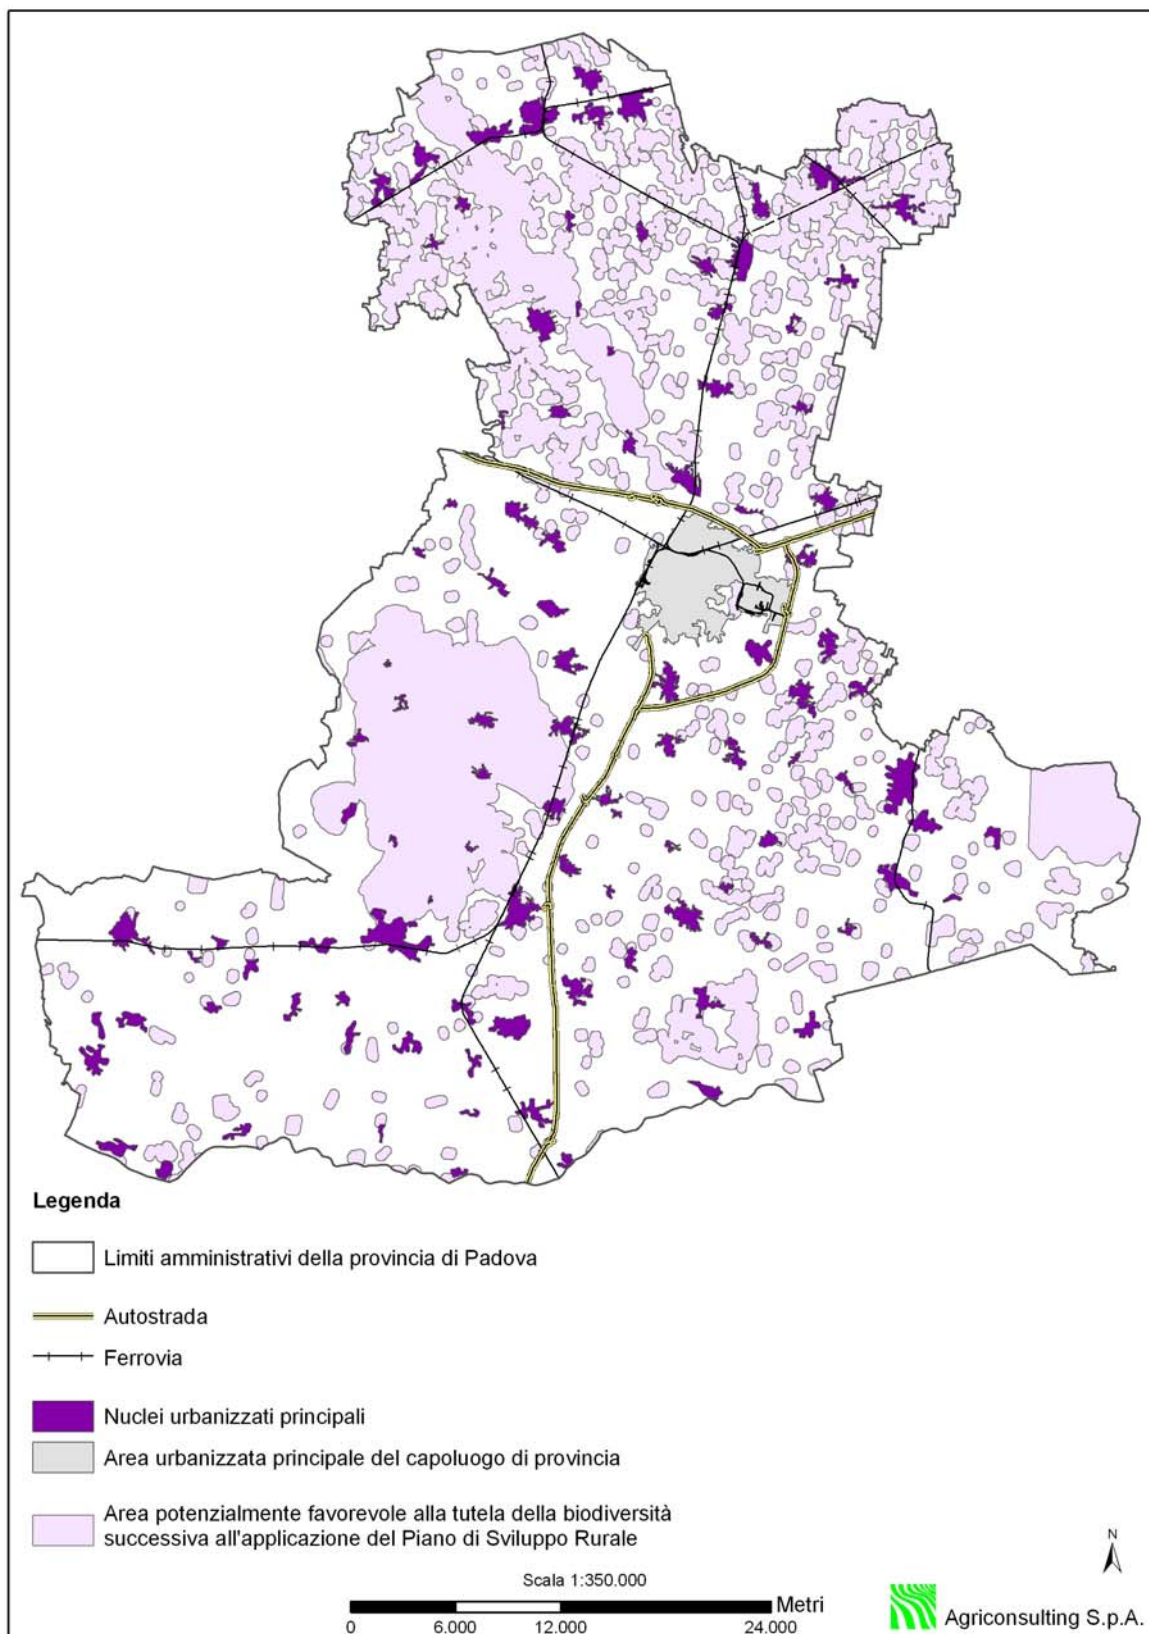 Legenda
Limiti amministrativi della provincia di Padova
Autostrada
Ferrovia
Nuclei urbanizzati principali
Area urbanizzata principale del capoluogo di provincia
Area potenzialmente favorevole alla tutela della biodiversità
successiva all'applicazione del Piano di Sviluppo Rurale
N
Scala 1:350.000
Metri
0 6.000 12.000 24.000
Agriconsulting S.p.A.